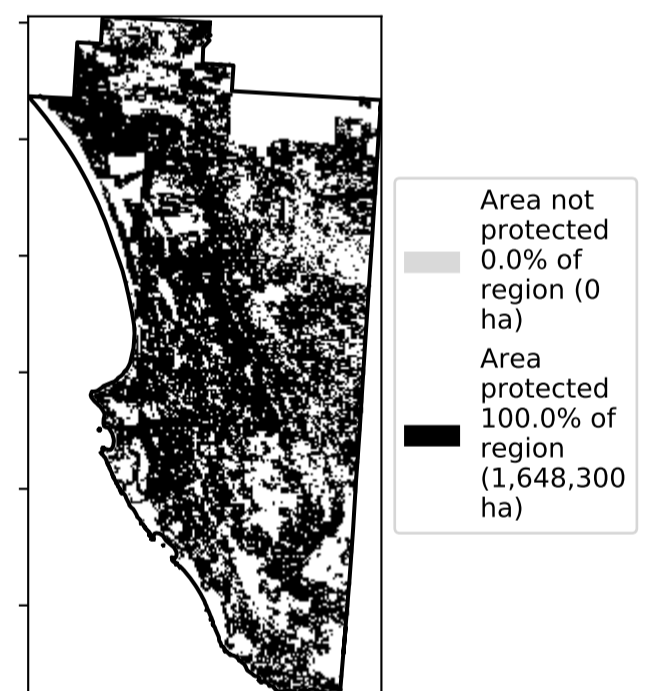 Area not
protected
0.0% of
region (0
ha)
Area
protected
100.0% of
region
(1,648,300
ha)